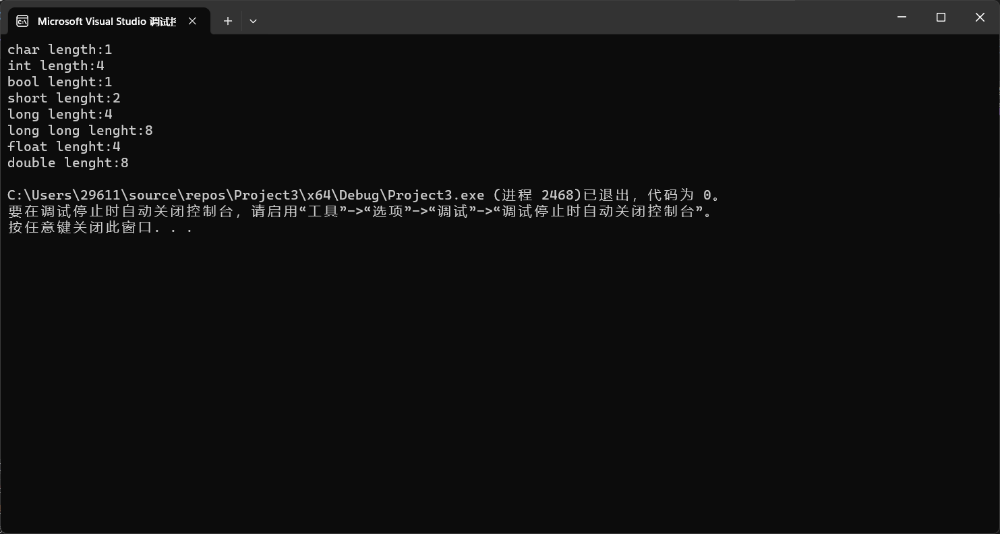 Microsoft Visual Studio 调试
char length:1
int length:4
bool lenght:1
short lenght:2
long lenght:4
long long lenght:8
float lenght:4
double lenght:8
C:\Users\29611\source\repos\Project3\x64\Debug\Project3.exe (进程 2468)已退出，代码为 0。
要在调试停止时自动关闭控制台，请启用“工具”->“选项”->“调试”->“调试停止时自动关闭控制台”。
按任意键关闭此窗口. . .